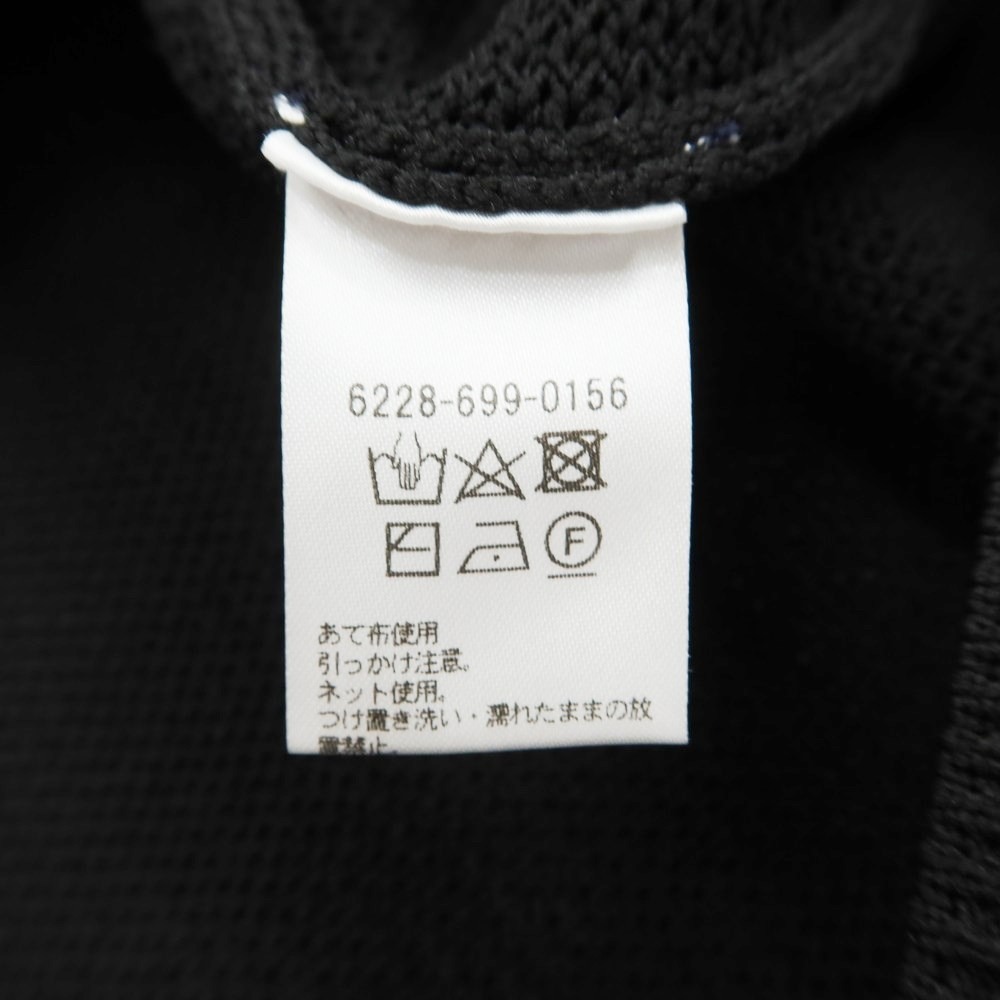 6228-699-0156
F
あて布使用
引っかけ注意。
ネット使用。
つけ置き洗い・濡れたままの放
置禁止。